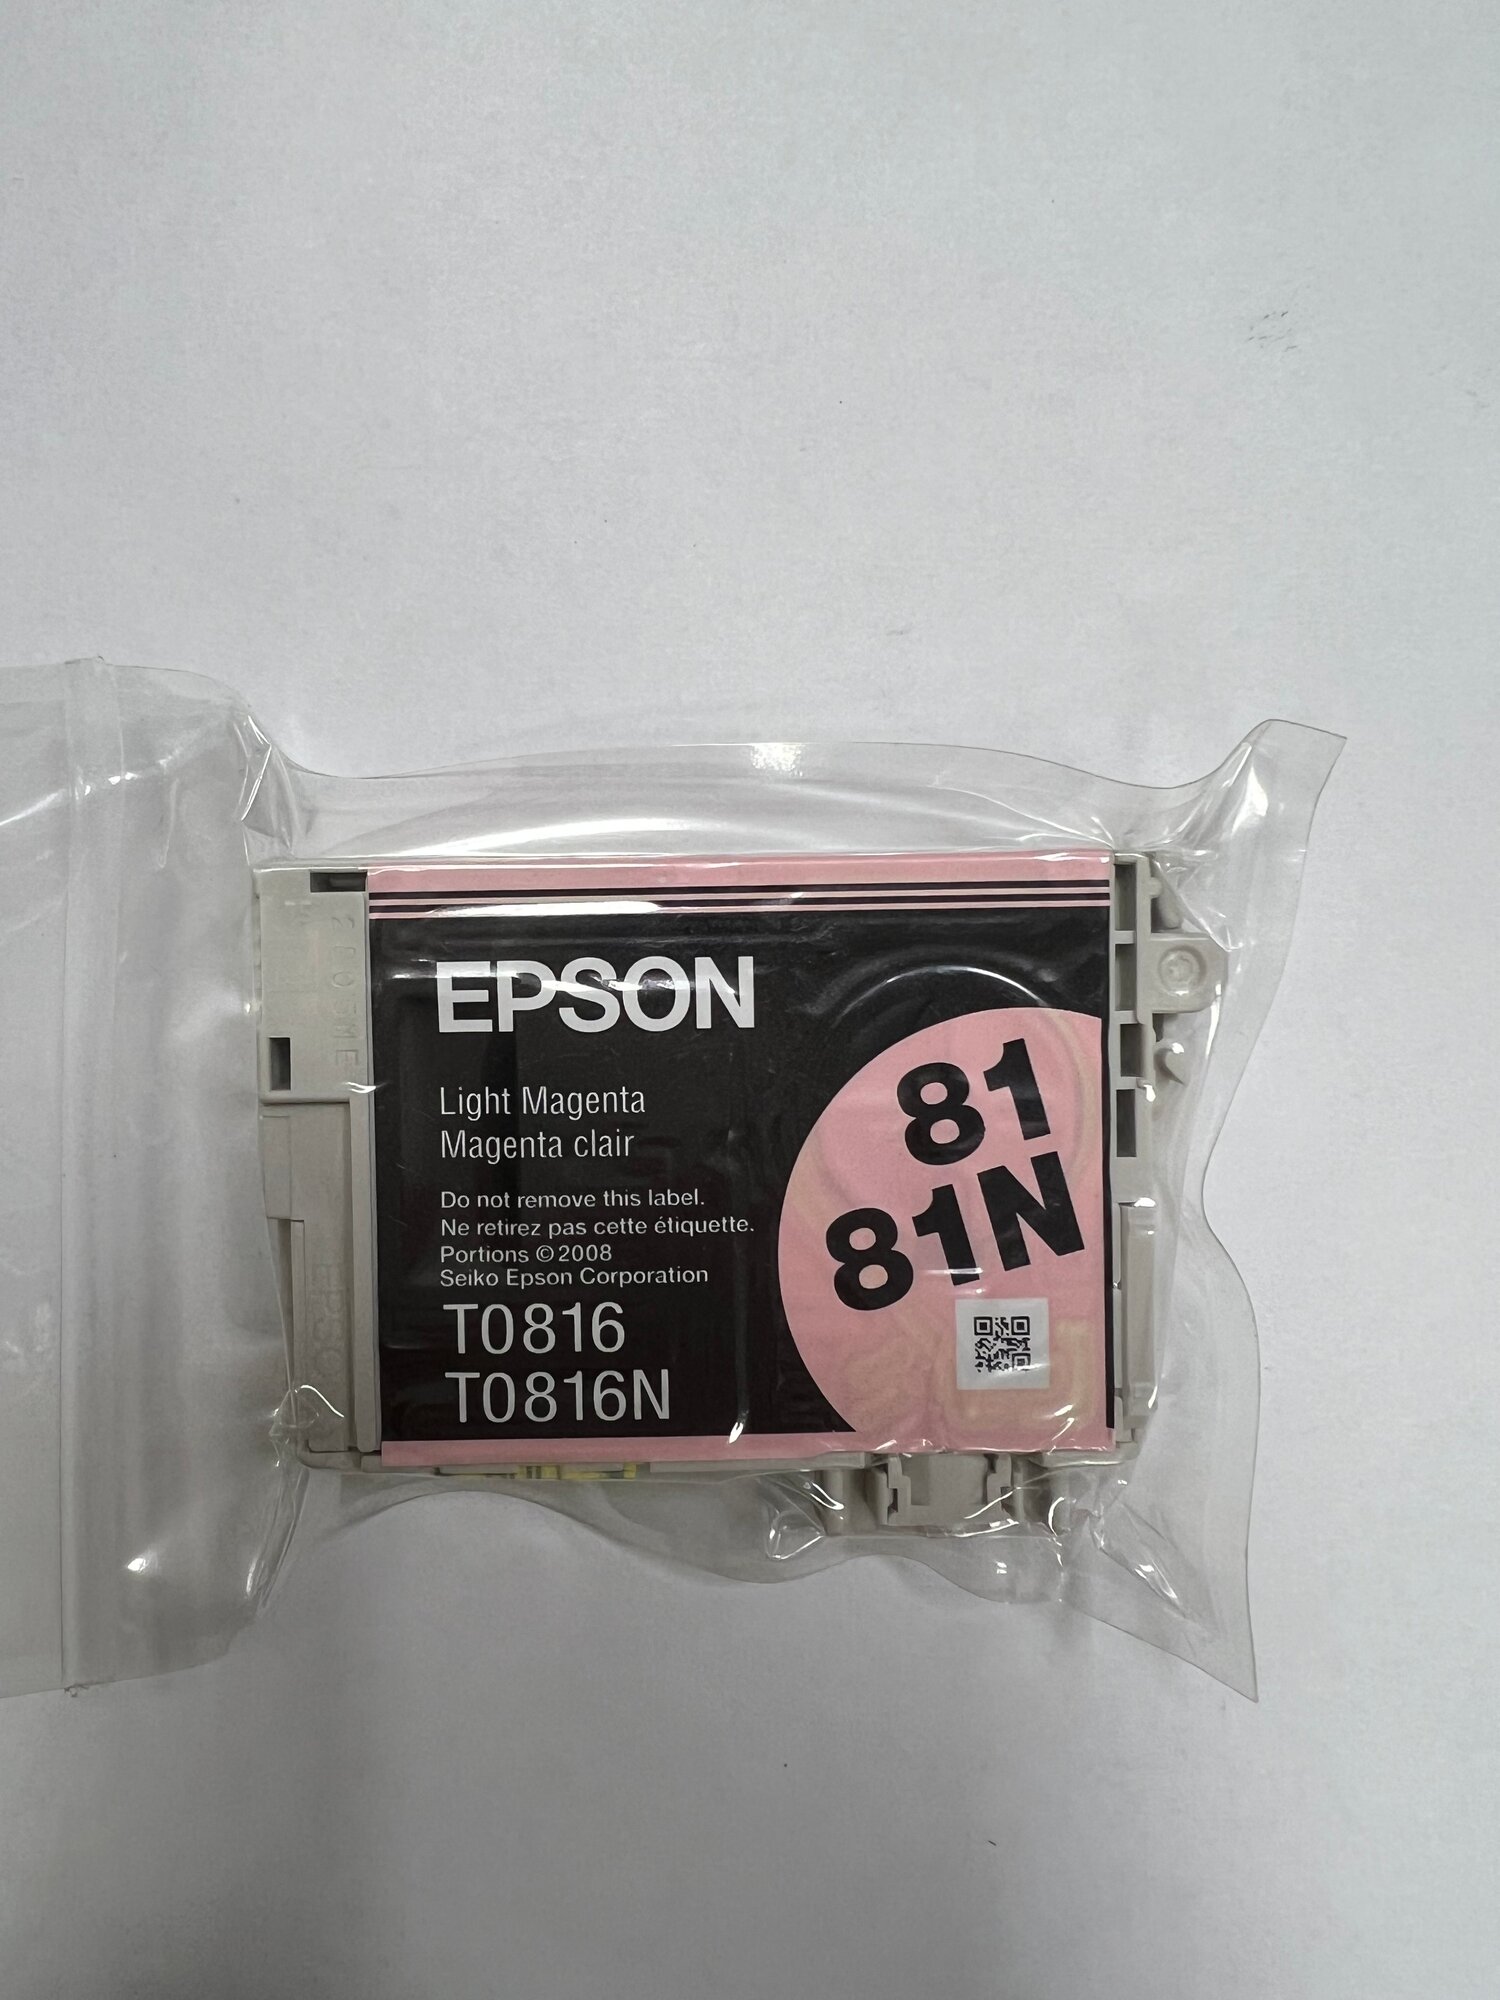 EPSON
Light Magenta
Magenta clair
Do not remove this label.
Ne retirez pas cette étiquette.
Portions ©2008
Seiko Epson Corporation
T0816
T0816N
81
81N